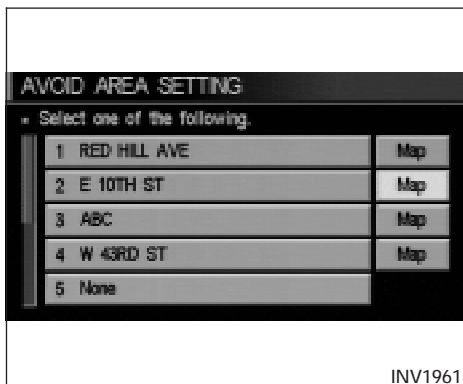 AVOID AREA SETTING
Select one of the following.
1 RED HILL AVE Map
2 E 10TH ST Map
3 ABC Map
4 W 43RD ST Map
5 None
INV1961